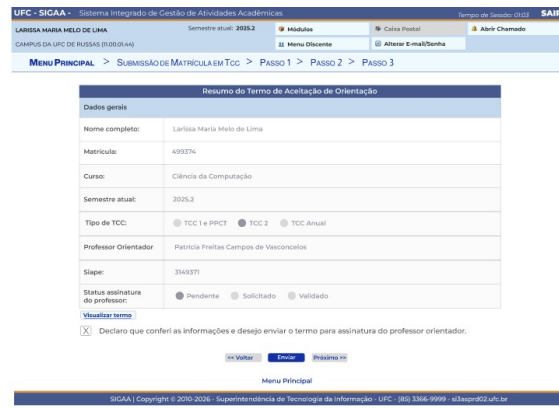 UFC - SIGAA - Sistema Integrado de Gestão de Atividades Acadêmicas Tempo de Sessão: 01:03 SAIR
LARISSA MARIA MELO DE LIMA Semestre atual: 2025.2 Módulos Caixa Postal Abrir Chamado
CAMPUS DA UFC DE RUSSAS (11.00.01.44) Menu Discente Alterar E-mail/Senha
MENU PRINCIPAL > SUBMISSÃO DE MATRÍCULA EM TCC > PASSO 1 > PASSO 2 > PASSO 3
Resumo do Termo de Aceitação de Orientação
Dados gerais
Nome completo: Larissa Maria Melo de Lima
Matrícula: 499374
Curso: Ciência da Computação
Semestre atual: 2025.2
Tipo de TCC: TCC 1 e PPCT TCC 2 TCC Anual
Professor Orientador Patricia Freitas Campos de Vasconcelos
Siape: 3149371
Status assinatura do professor: Pendente Solicitado Validado
Visualizar termo
X Declaro que conferi as informações e desejo enviar o termo para assinatura do professor orientador.
<< Voltar Enviar Próximo >>
Menu Principal
SIGAA | Copyright © 2010-2026 - Superintendência de Tecnologia da Informação - UFC - (85) 3366-9999 - si3asprd02.ufc.br